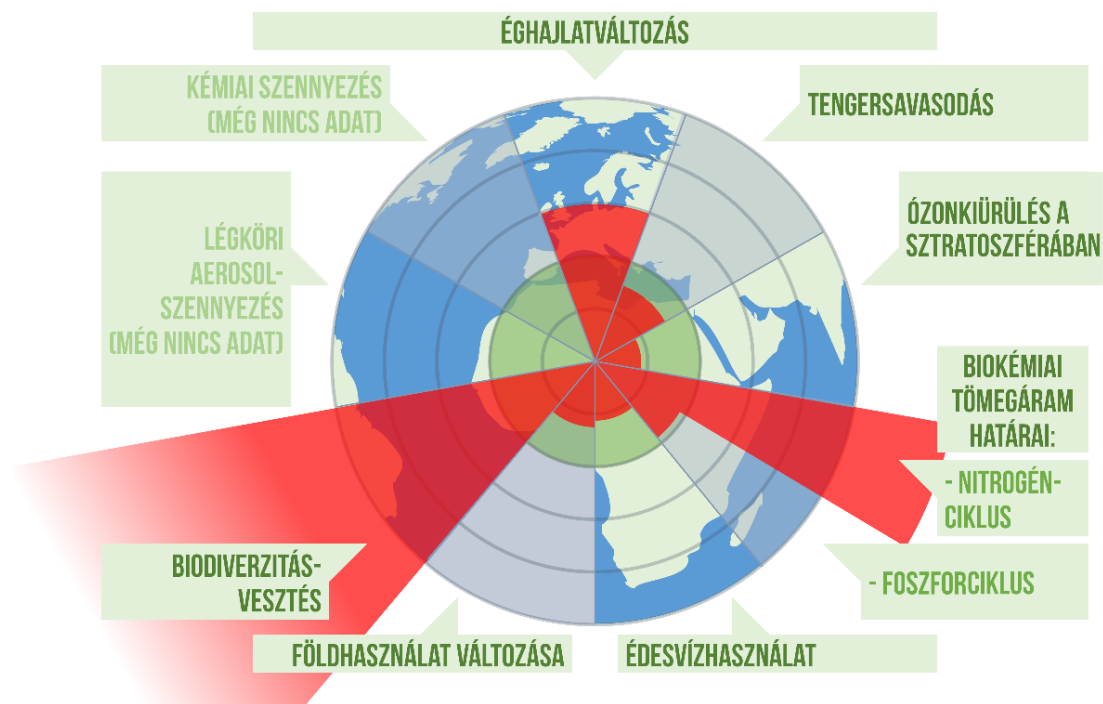 ÉGHAJLATVÁLTOZÁS
KÉMIAI SZENNYEZÉS
(MÉG NINCS ADAT)
TENGERSAVASODÁS
LÉGKÖRI
AEROSOL-
SZENNYEZÉS
(MÉG NINCS ADAT)
ÓZONKIÜRÜLÉS A
SZTRATOSZFÉRÁBAN
BIOKÉMIAI
TÖMEGÁRAM
HATÁRAI:
- NITROGÉN-
CIKLUS
- FOSZFORCIKLUS
BIODIVERZITÁS-
VESZTÉS
FÖLDHASZNÁLAT VÁLTOZÁSA
ÉDESVÍZHASZNÁLAT